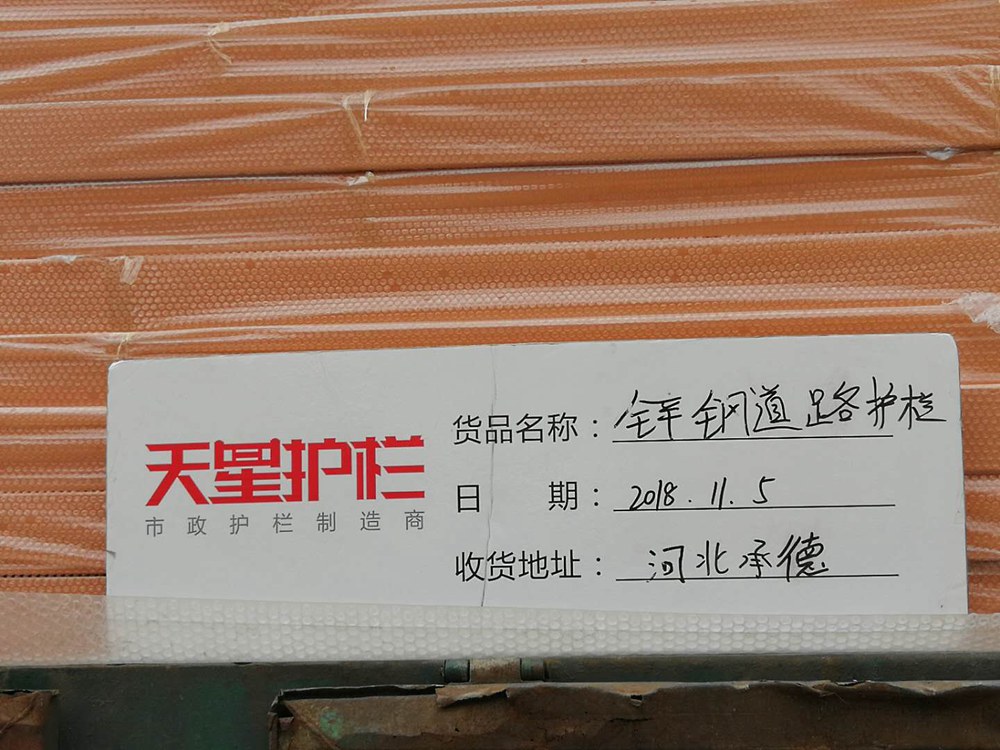 天星护栏
市政护栏制造商
货品名称：锌钢道路护栏
日期：2018.11.5
收货地址：河北承德